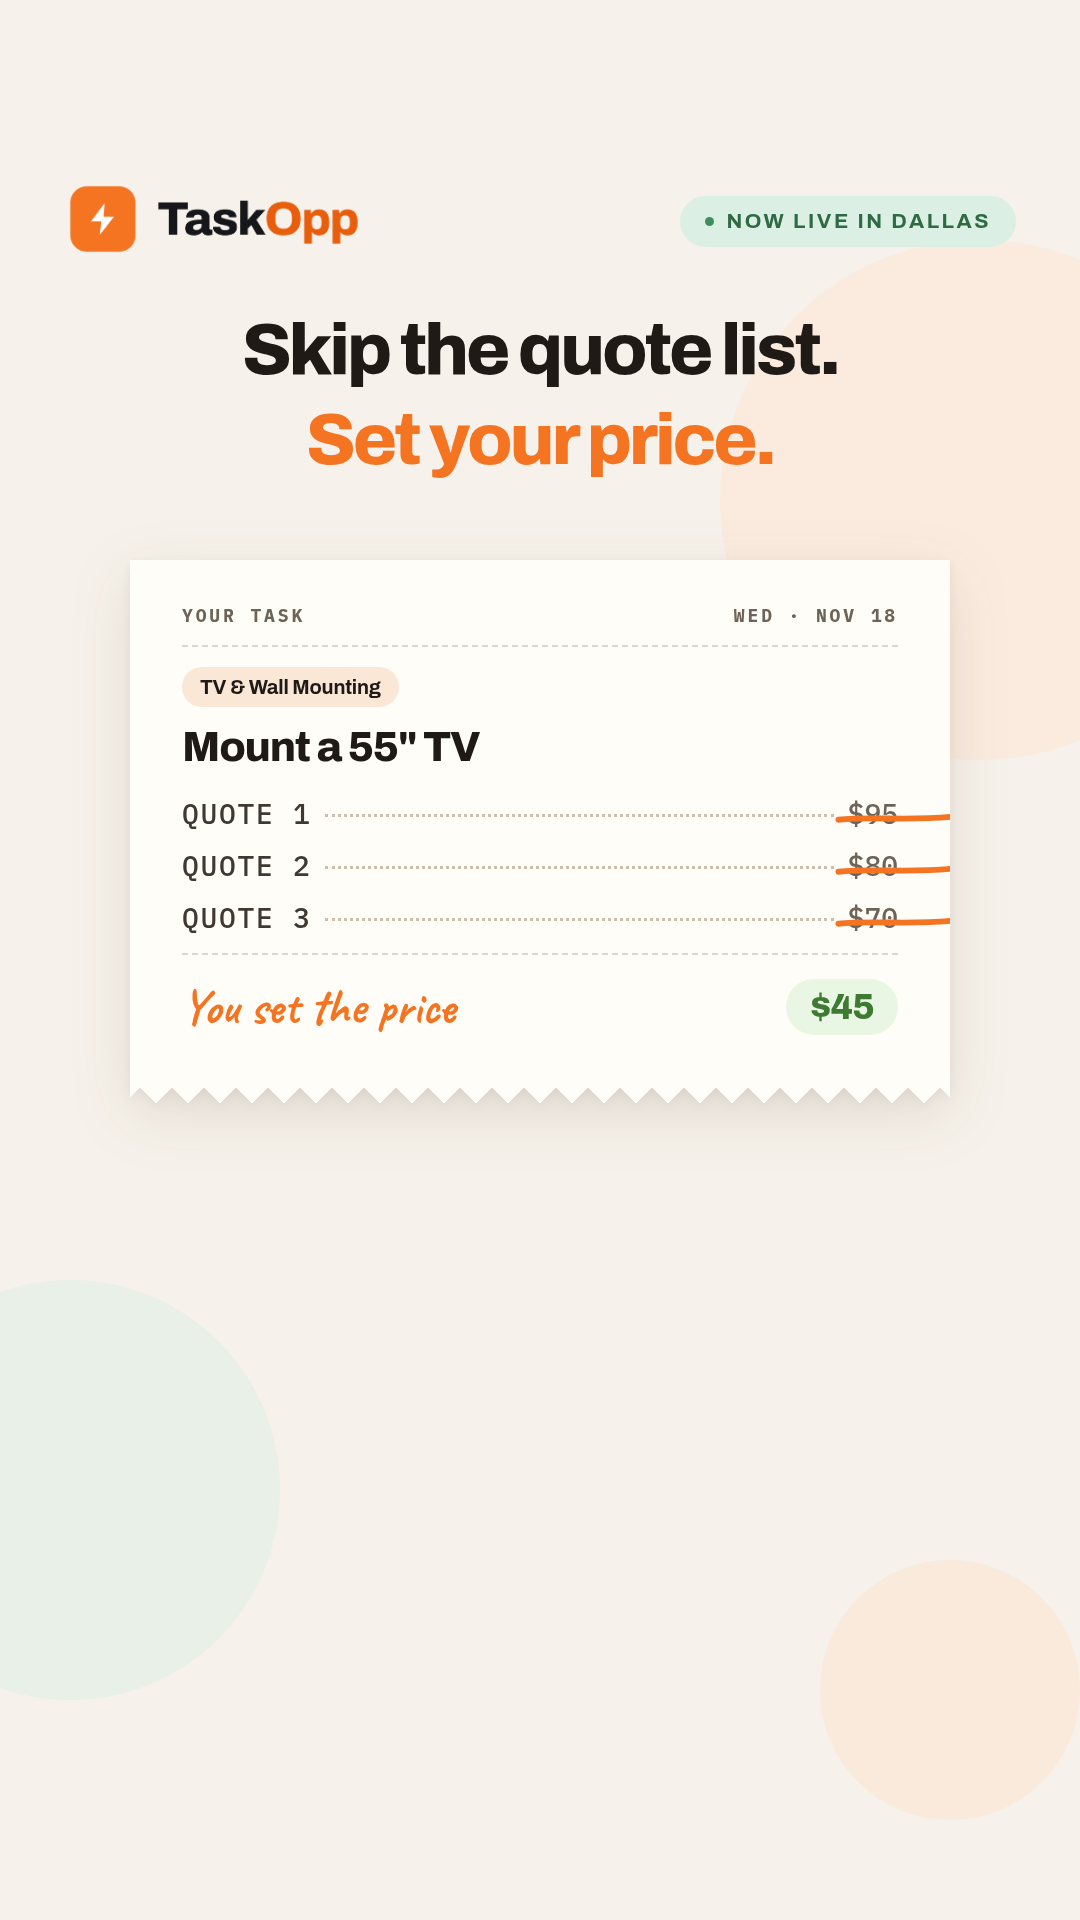 TaskOpp
NOW LIVE IN DALLAS
Skip the quote list.
Set your price.
YOUR TASK WED · NOV 18
TV & Wall Mounting
Mount a 55" TV
QUOTE 1 $95
QUOTE 2 $80
QUOTE 3 $70
You set the price $45